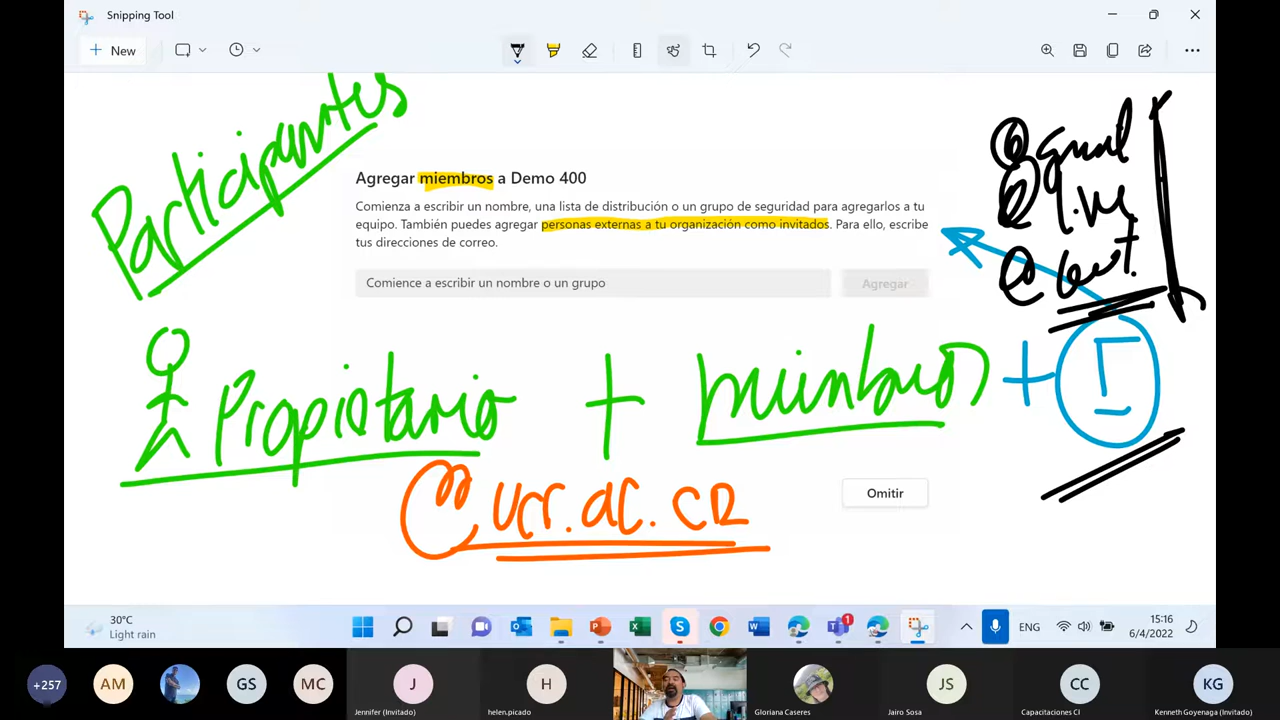 Snipping Tool
New
Participantes
Agregar miembros a Demo 400
Comienza a escribir un nombre, una lista de distribución o un grupo de seguridad para agregarlos a tu
equipo. También puedes agregar personas externas a tu organización como invitados. Para ello, escribe
tus direcciones de correo.
Comience a escribir un nombre o un grupo
Agregar
Propietario + miembros + I
@ucr.ac.cr
Omitir
30°C
Light rain
1
ENG
15:16
6/4/2022
+257
AM
GS
MC
J
H
JS
CC
KG
Jennifer (Invitado)
helen.picado
Gloriana Caseres
Jairo Sosa
Capacitaciones CI
Kenneth Goyenaga (Invitado)